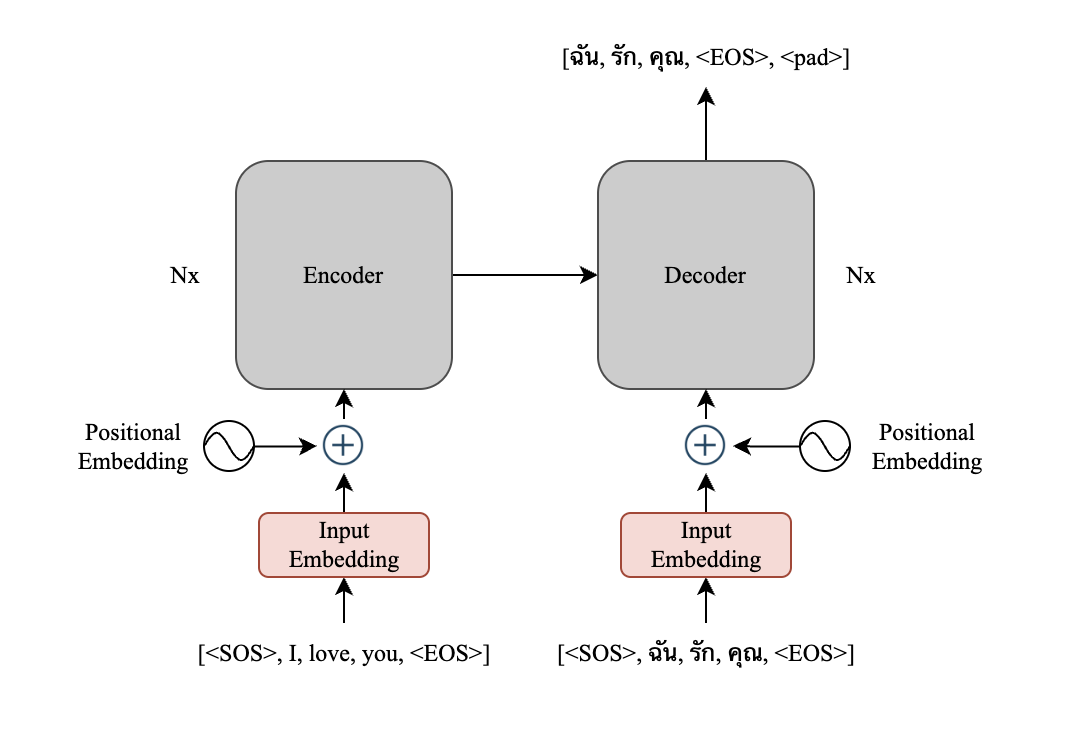 [ฉัน, รัก, คุณ, <EOS>, <pad>]
Nx
Encoder
Decoder
Nx
Positional
Embedding
Positional
Embedding
Input
Embedding
Input
Embedding
[<SOS>, I, love, you, <EOS>]
[<SOS>, ฉัน, รัก, คุณ, <EOS>]